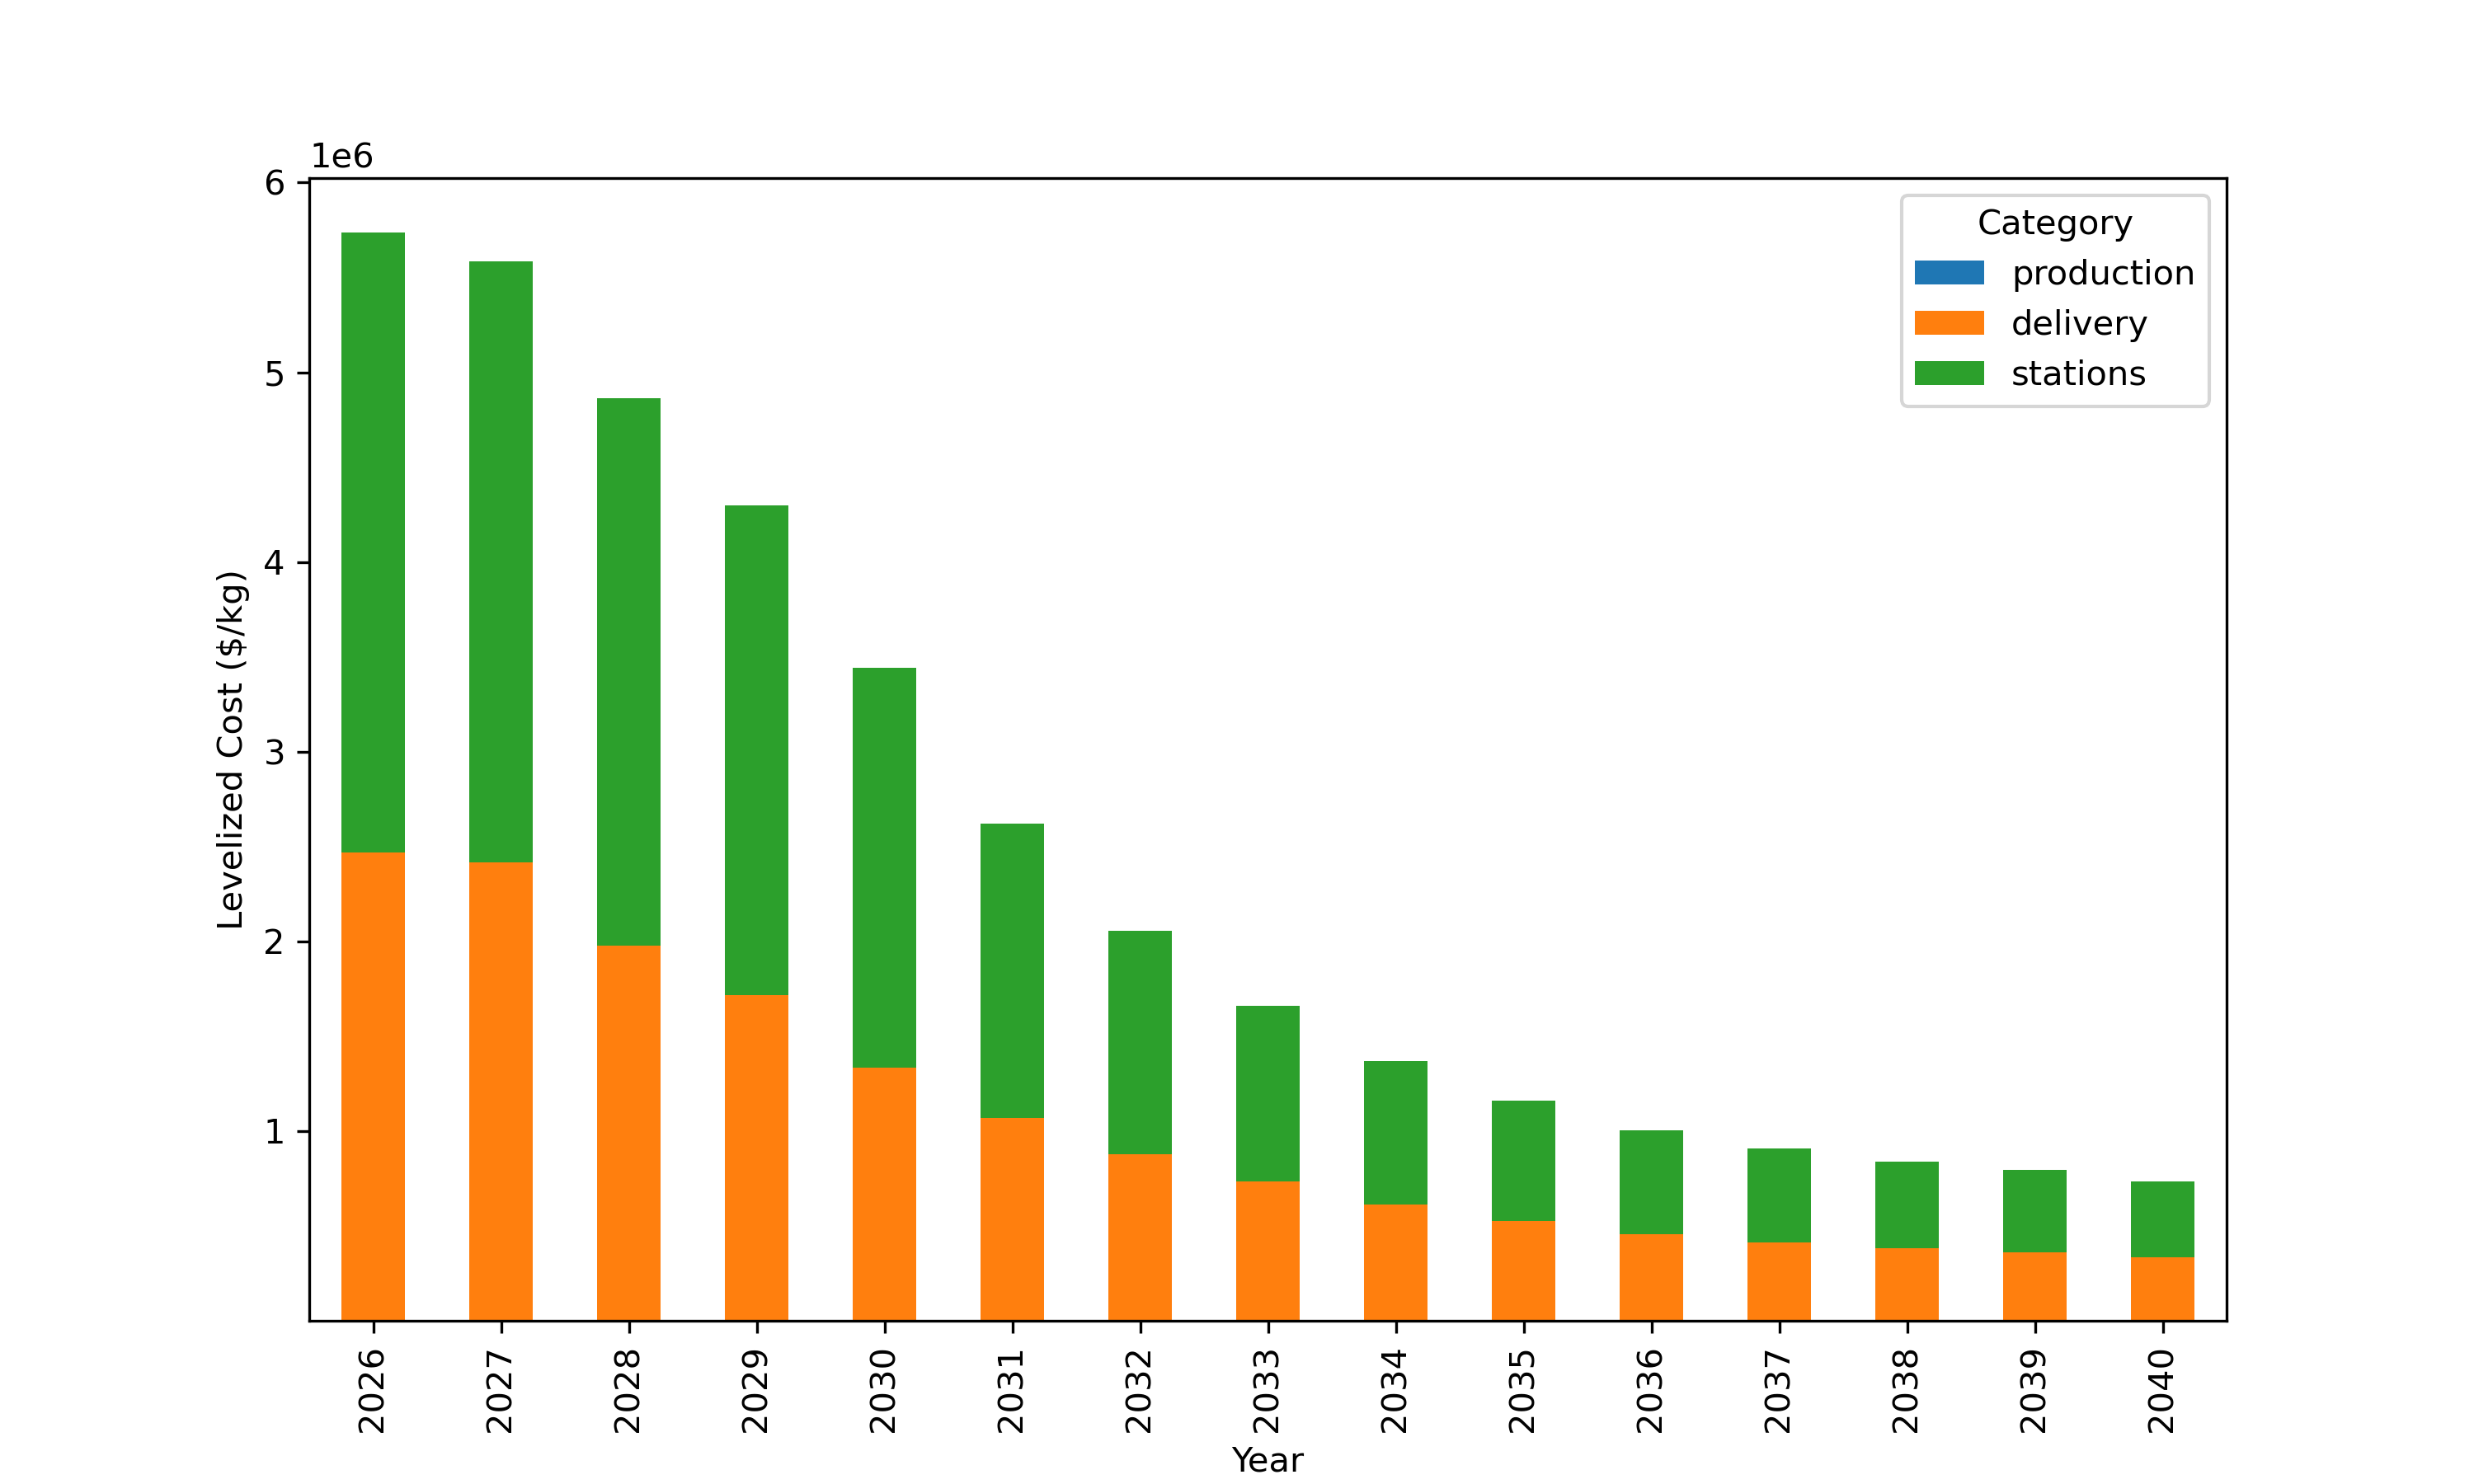 1e6
6
5
4
3
2
1
Levelized Cost ($/kg)
Category
production
delivery
stations
2026 2027 2028 2029 2030 2031 2032 2033 2034 2035 2036 2037 2038 2039 2040
Year